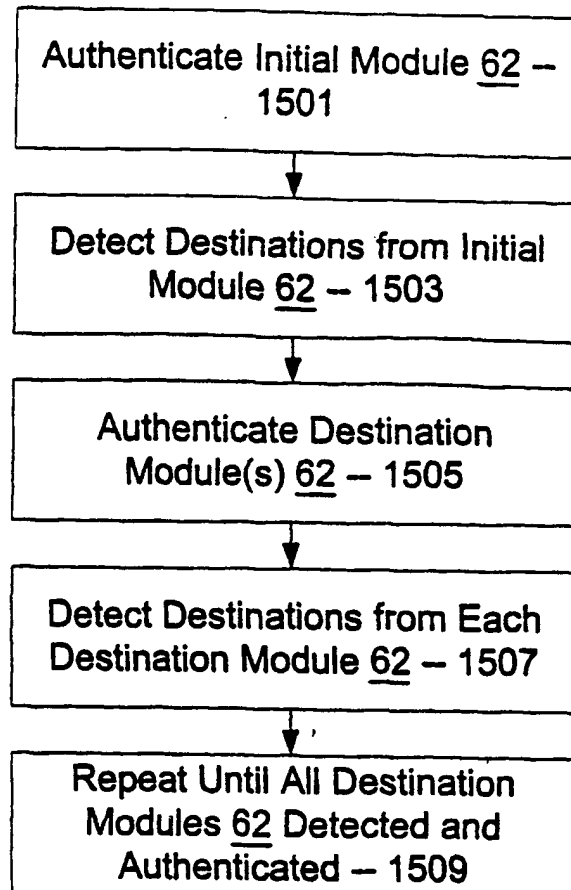 Authenticate Initial Module 62 –
1501
Detect Destinations from Initial
Module 62 – 1503
Authenticate Destination
Module(s) 62 – 1505
Detect Destinations from Each
Destination Module 62 – 1507
Repeat Until All Destination
Modules 62 Detected and
Authenticated – 1509